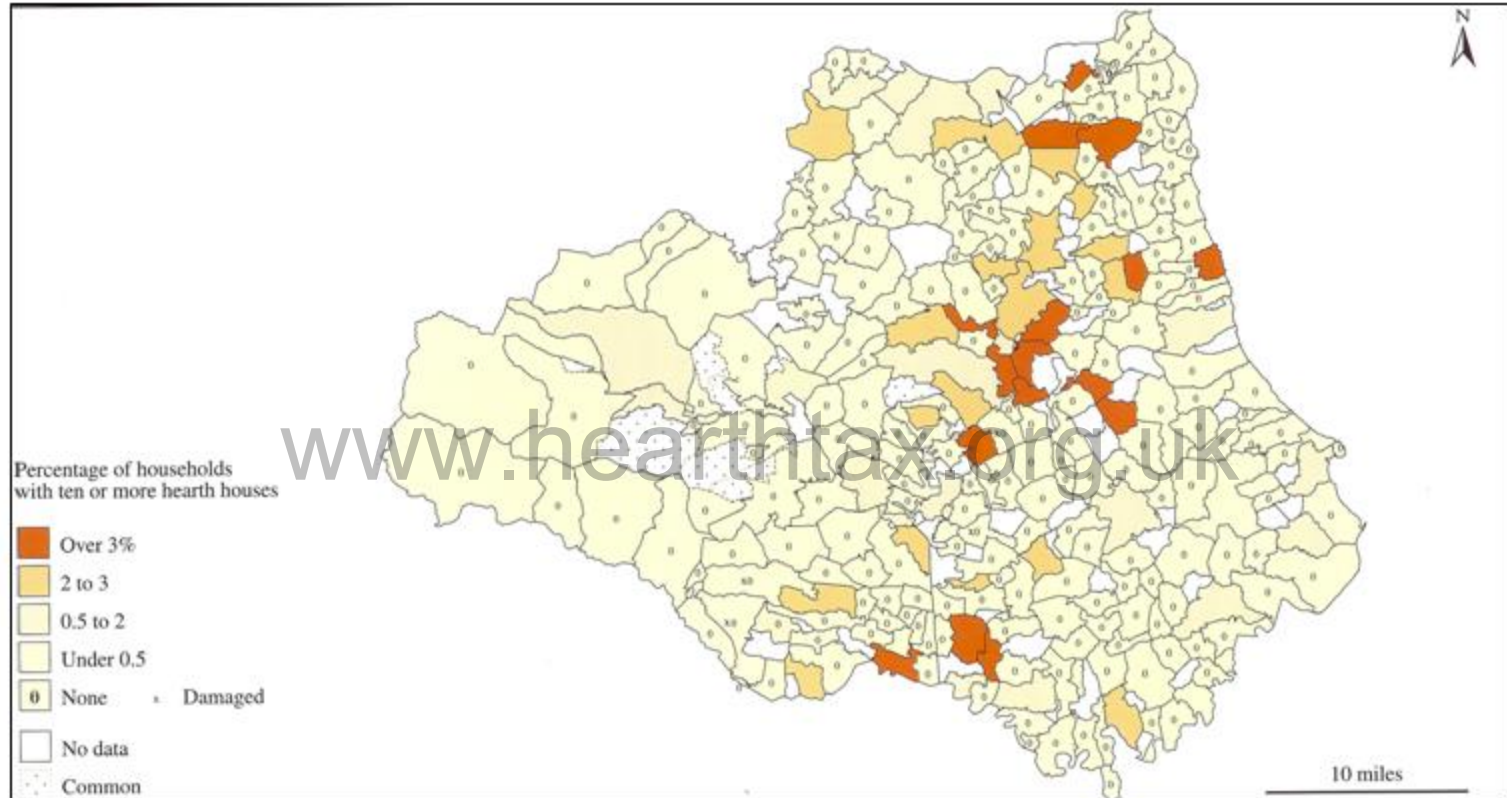 N
www.hearthtax.org.uk
Percentage of households
with ten or more hearth houses
Over 3%
2 to 3
0.5 to 2
Under 0.5
0 None x Damaged
No data
Common
10 miles